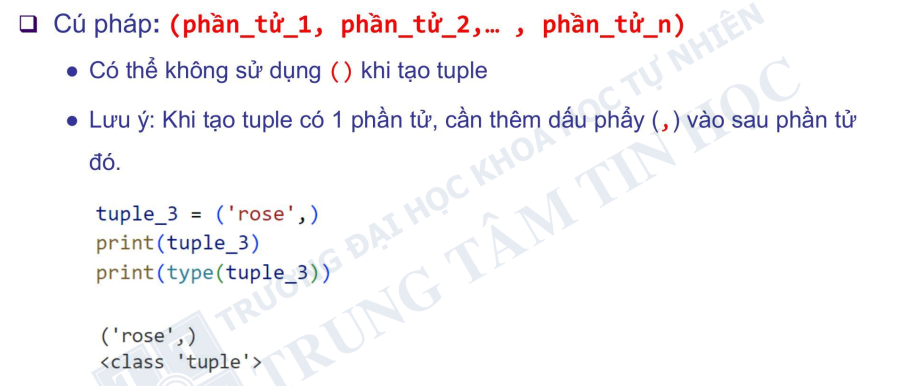 ❑ Cú pháp: (phần_tử_1, phần_tử_2,… , phần_tử_n)
• Có thể không sử dụng () khi tạo tuple
• Lưu ý: Khi tạo tuple có 1 phần tử, cần thêm dấu phẩy (,) vào sau phần tử
đó.
tuple_3 = ('rose',)
print(tuple_3)
print(type(tuple_3))
('rose',)
<class 'tuple'>
TRƯỜNG ĐẠI HỌC KHOA HỌC TỰ NHIÊN
TRUNG TÂM TIN HỌC